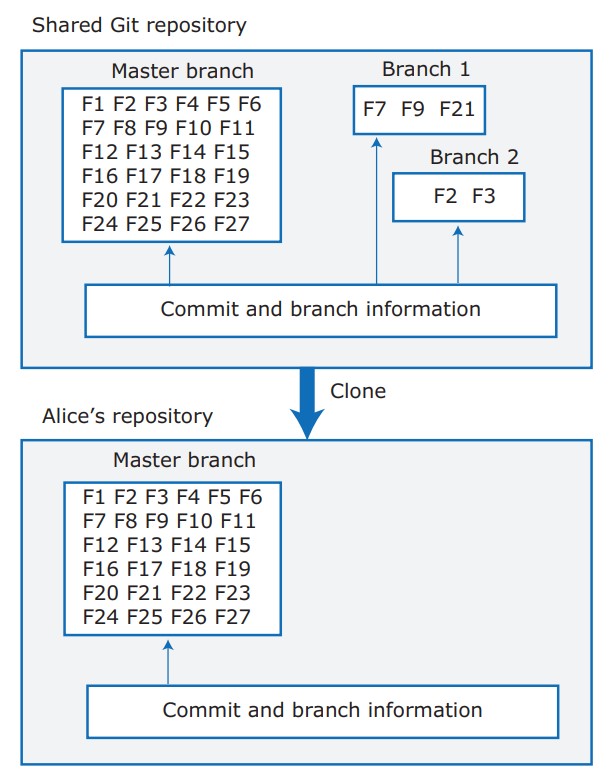 Shared Git repository
Master branch
F1 F2 F3 F4 F5 F6
F7 F8 F9 F10 F11
F12 F13 F14 F15
F16 F17 F18 F19
F20 F21 F22 F23
F24 F25 F26 F27
Branch 1
F7 F9 F21
Branch 2
F2 F3
Commit and branch information
Clone
Alice’s repository
Master branch
F1 F2 F3 F4 F5 F6
F7 F8 F9 F10 F11
F12 F13 F14 F15
F16 F17 F18 F19
F20 F21 F22 F23
F24 F25 F26 F27
Commit and branch information